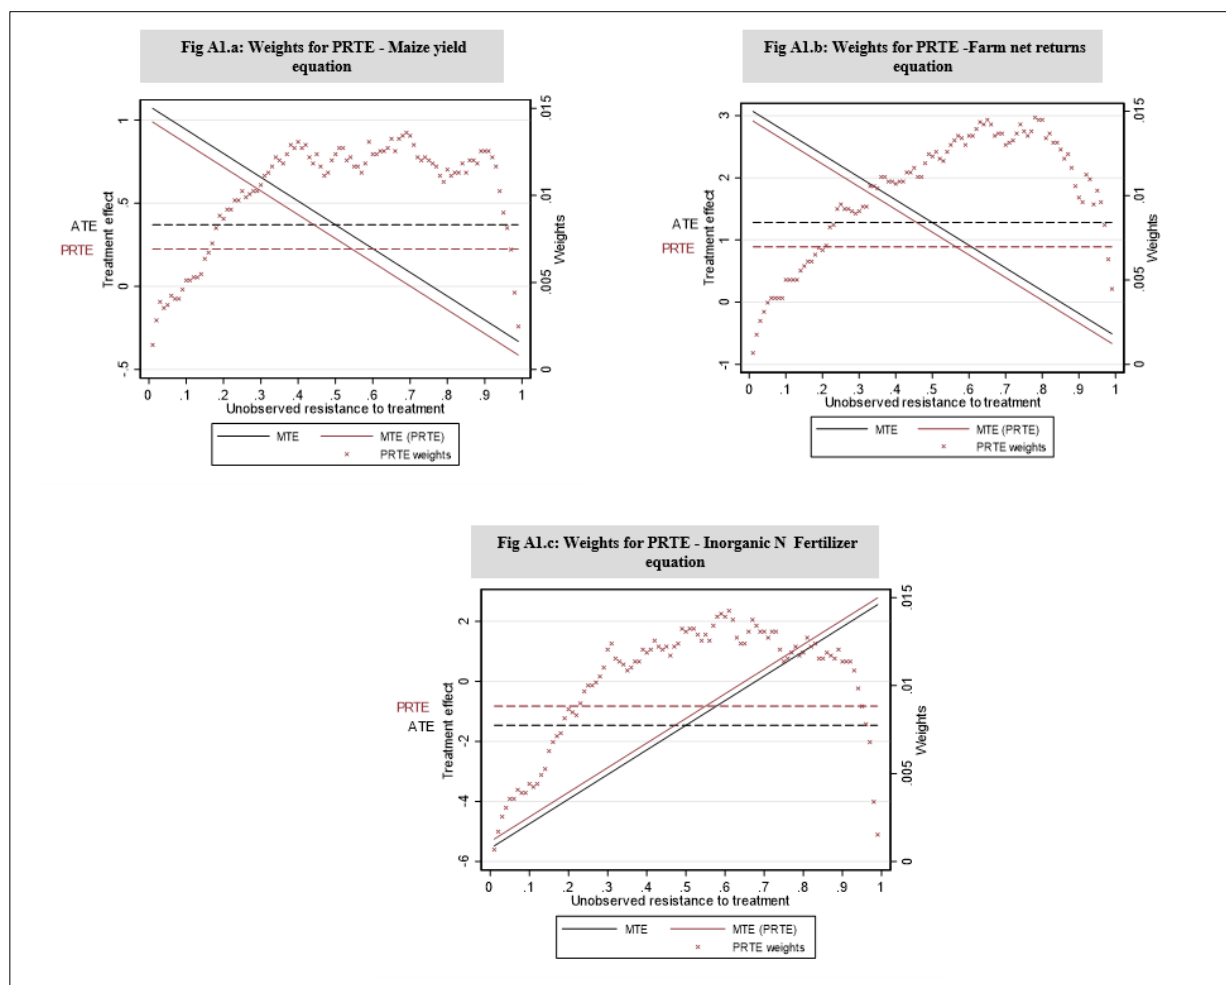 Fig A1.a: Weights for PRTE - Maize yield
equation
1
.5
0
-.5
Treatment effect
ATE
PRTE
.015
.01
.005
0
Weights
0 .1 .2 .3 .4 .5 .6 .7 .8 .9 1
Unobserved resistance to treatment
MTE MTE (PRTE)
PRTE weights
Fig A1.b: Weights for PRTE -Farm net returns
equation
3
2
1
0
-1
Treatment effect
ATE
PRTE
.015
.01
.005
0
Weights
0 .1 .2 .3 .4 .5 .6 .7 .8 .9 1
Unobserved resistance to treatment
MTE MTE (PRTE)
PRTE weights
Fig A1.c: Weights for PRTE - Inorganic N Fertilizer
equation
2
0
-2
-4
-6
Treatment effect
PRTE
ATE
.015
.01
.005
0
Weights
0 .1 .2 .3 .4 .5 .6 .7 .8 .9 1
Unobserved resistance to treatment
MTE MTE (PRTE)
PRTE weights